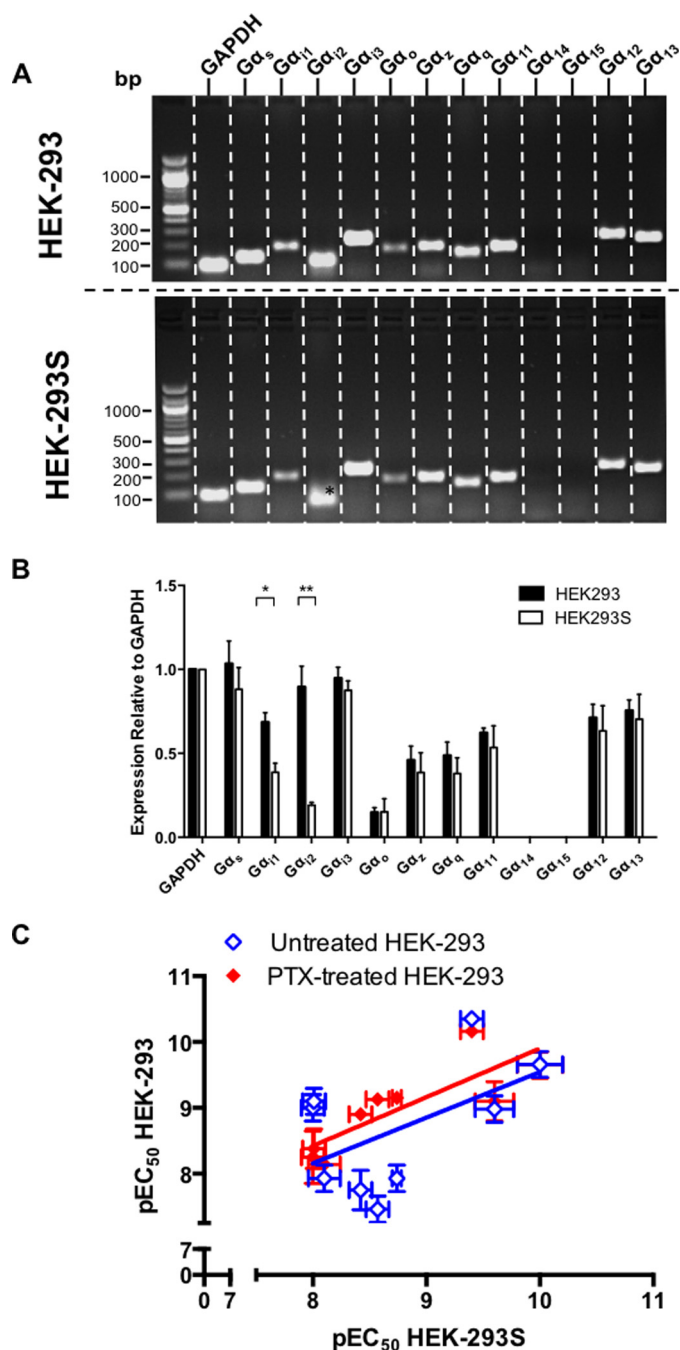 A
bp
GAPDH Gαs Gαi1 Gαi2 Gαi3 Gαo Gαz Gαq Gα11 Gα14 Gα15 Gα12 Gα13
HEK-293
1000
500
300
200
100
HEK-293S
1000
500
300
200
100
*
B
Expression Relative to GAPDH
1.5
1.0
0.5
0.0
* **
HEK293
HEK293S
GAPDH Gαs Gαi1 Gαi2 Gαi3 Gαo Gαz Gαq Gα11 Gα14 Gα15 Gα12 Gα13
C
Untreated HEK-293
PTX-treated HEK-293
pEC50 HEK-293
11
10
9
8
7
0
0 7 8 9 10 11
pEC50 HEK-293S